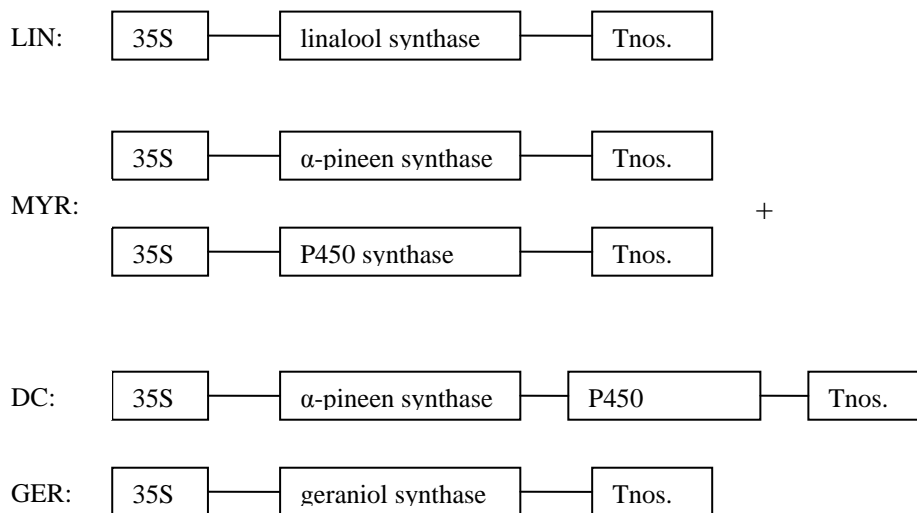 LIN: 35S linalool synthase Tnos.
35S α-pineen synthase Tnos.
MYR: +
35S P450 synthase Tnos.
DC: 35S α-pineen synthase P450 Tnos.
GER: 35S geraniol synthase Tnos.